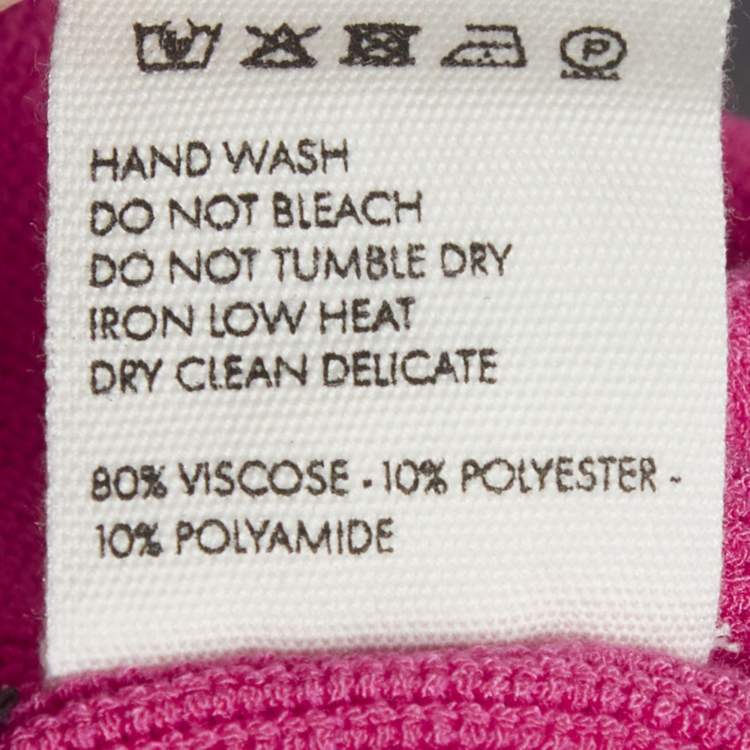 P
HAND WASH
DO NOT BLEACH
DO NOT TUMBLE DRY
IRON LOW HEAT
DRY CLEAN DELICATE
80% VISCOSE - 10% POLYESTER -
10% POLYAMIDE